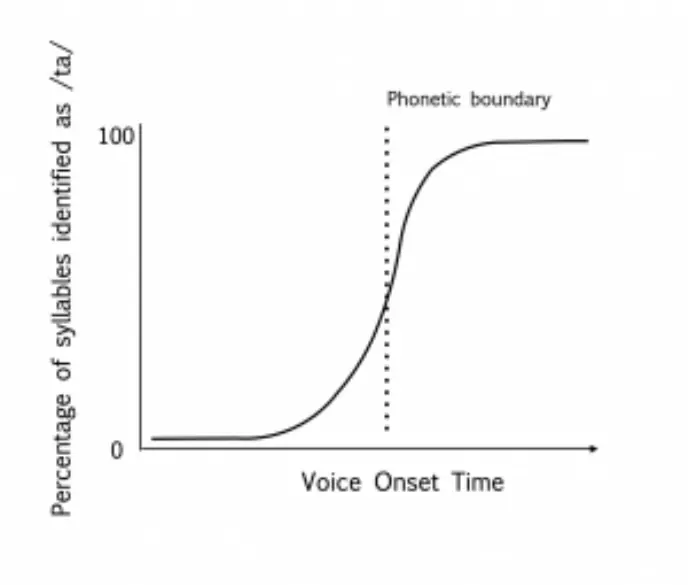 Percentage of syllables identified as /ta/
Phonetic boundary
100
0
Voice Onset Time